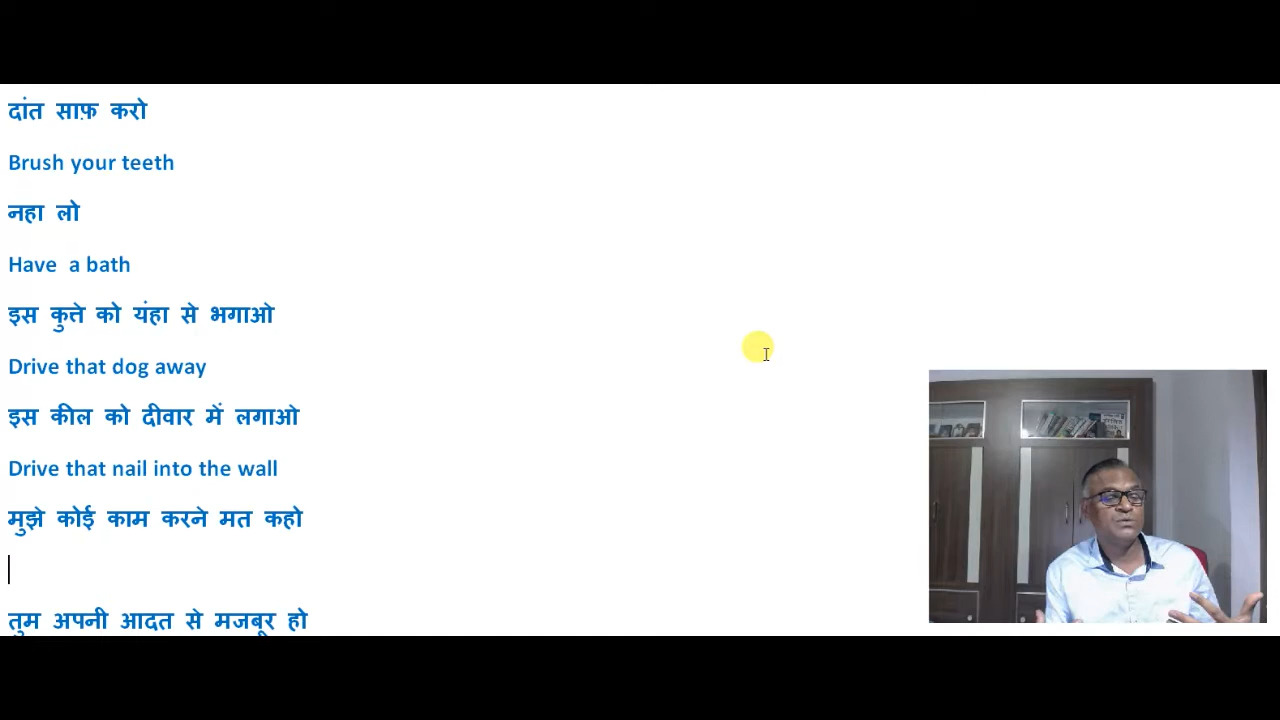 दांत साफ़ करो
Brush your teeth
नहा लो
Have a bath
इस कुत्ते को यंहा से भगाओ
Drive that dog away
इस कील को दीवार में लगाओ
Drive that nail into the wall
मुझे कोई काम करने मत कहो
तुम अपनी आदत से मजबूर हो